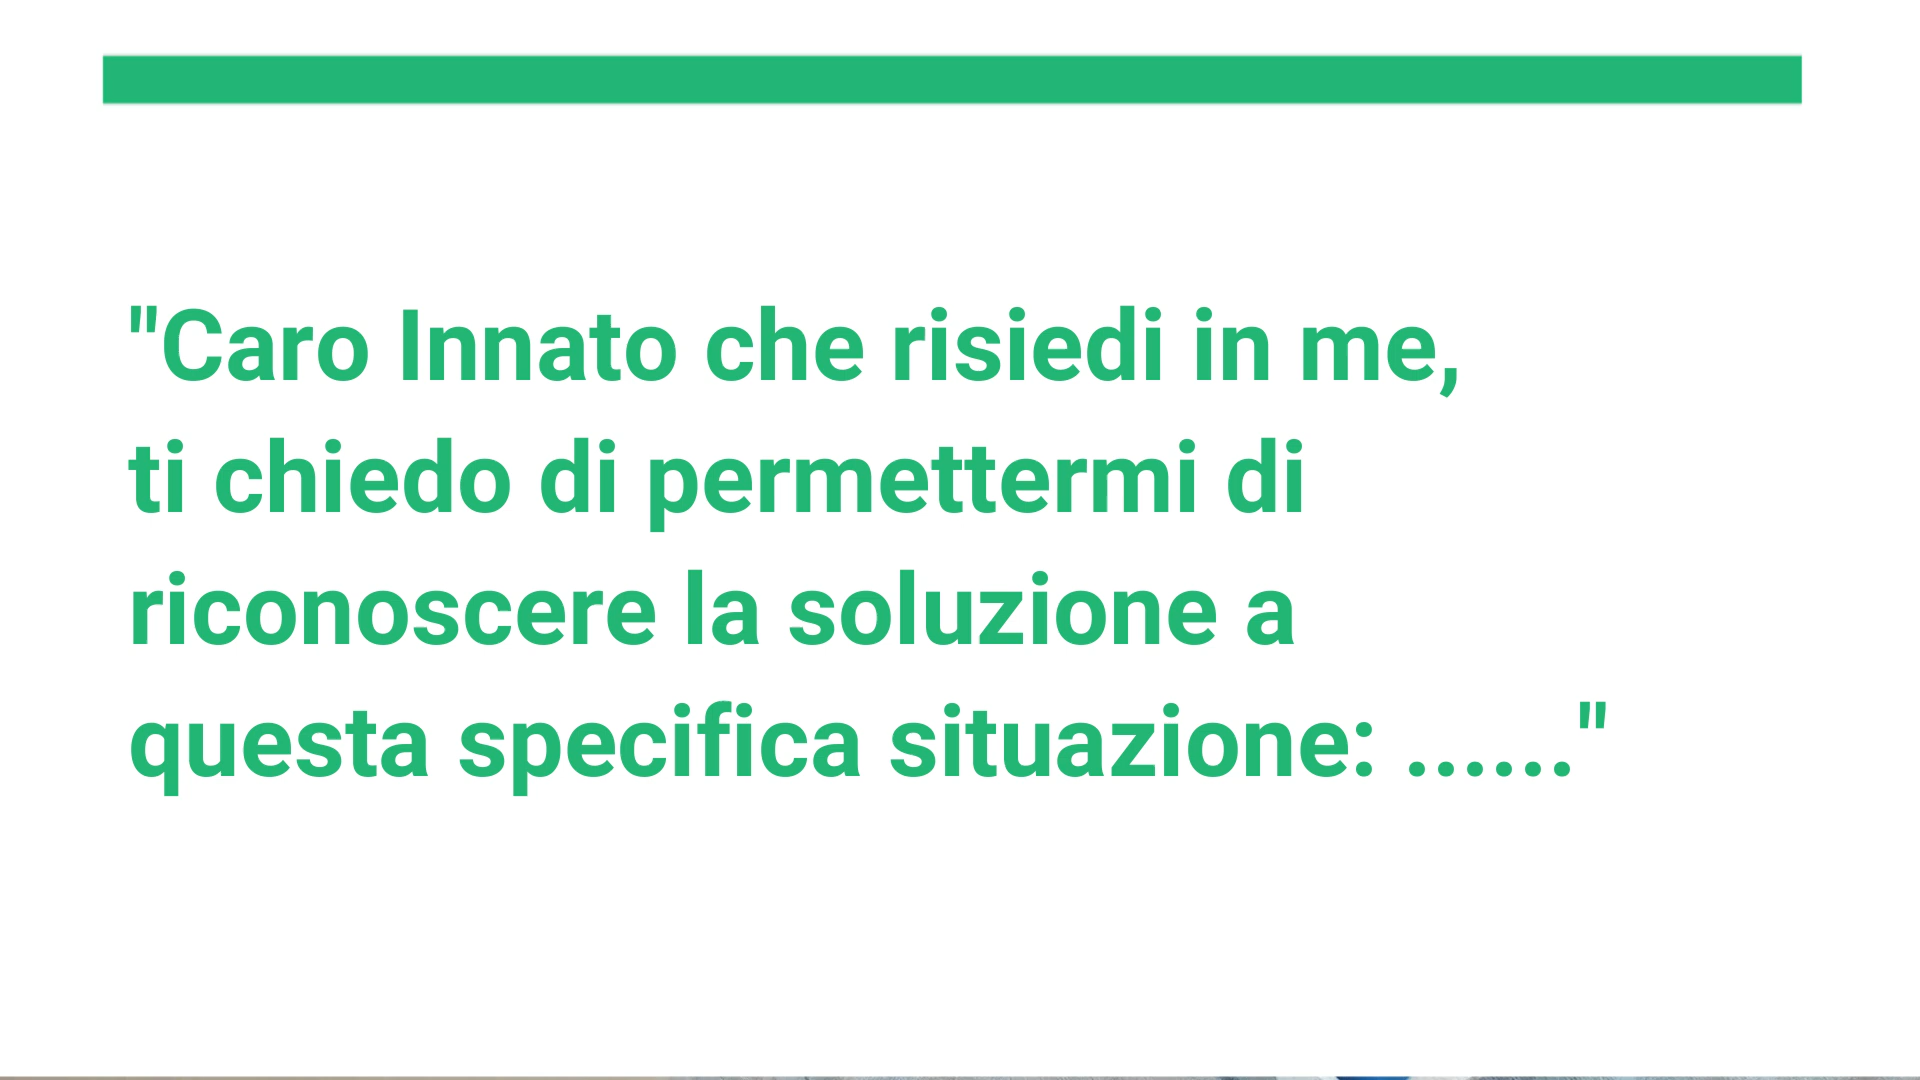 "Caro Innato che risiedi in me,
ti chiedo di permettermi di
riconoscere la soluzione a
questa specifica situazione: ......"